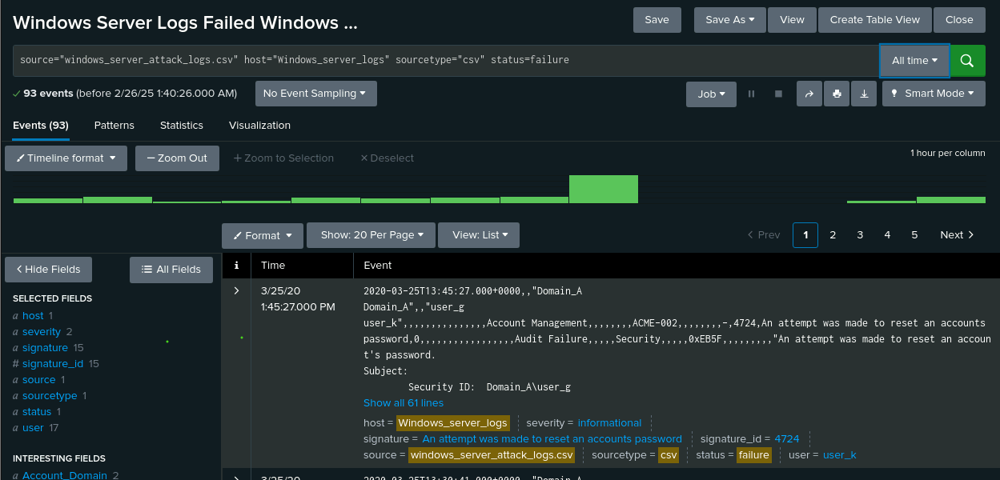 Windows Server Logs Failed Windows ...
Save Save As View Create Table View Close
source="windows_server_attack_logs.csv" host="Windows_server_logs" sourcetype="csv" status=failure
All time
93 events (before 2/26/25 1:40:26.000 AM) No Event Sampling Job Smart Mode
Events (93) Patterns Statistics Visualization
Timeline format — Zoom Out + Zoom to Selection × Deselect 1 hour per column
Format Show: 20 Per Page View: List < Prev 1 2 3 4 5 Next >
< Hide Fields All Fields
i Time Event
SELECTED FIELDS
a host 1
a severity 2
a signature 15
# signature_id 15
a source 1
a sourcetype 1
a status 1
a user 17
INTERESTING FIELDS
a Account_Domain 2
> 3/25/20
1:45:27.000 PM
2020-03-25T13:45:27.000+0000,,"Domain_A
Domain_A",,"user_g
user_k",,,,,,,,,,,,,,,Account Management,,,,,,,,ACME-002,,,,,,,,-,4724,An attempt was made to reset an accounts
password,0,,,,,,,,,,,,,,,,,Audit Failure,,,,,Security,,,,,0xEB5F,,,,,,,,,"An attempt was made to reset an accoun
t's password.
Subject:
Security ID: Domain_A\user_g
Show all 61 lines
host = Windows_server_logs severity = informational
signature = An attempt was made to reset an accounts password signature_id = 4724
source = windows_server_attack_logs.csv sourcetype = csv status = failure user = user_k
> 3/25/20 2020-03-25T13:30:41.000+0000,,"Domain_A